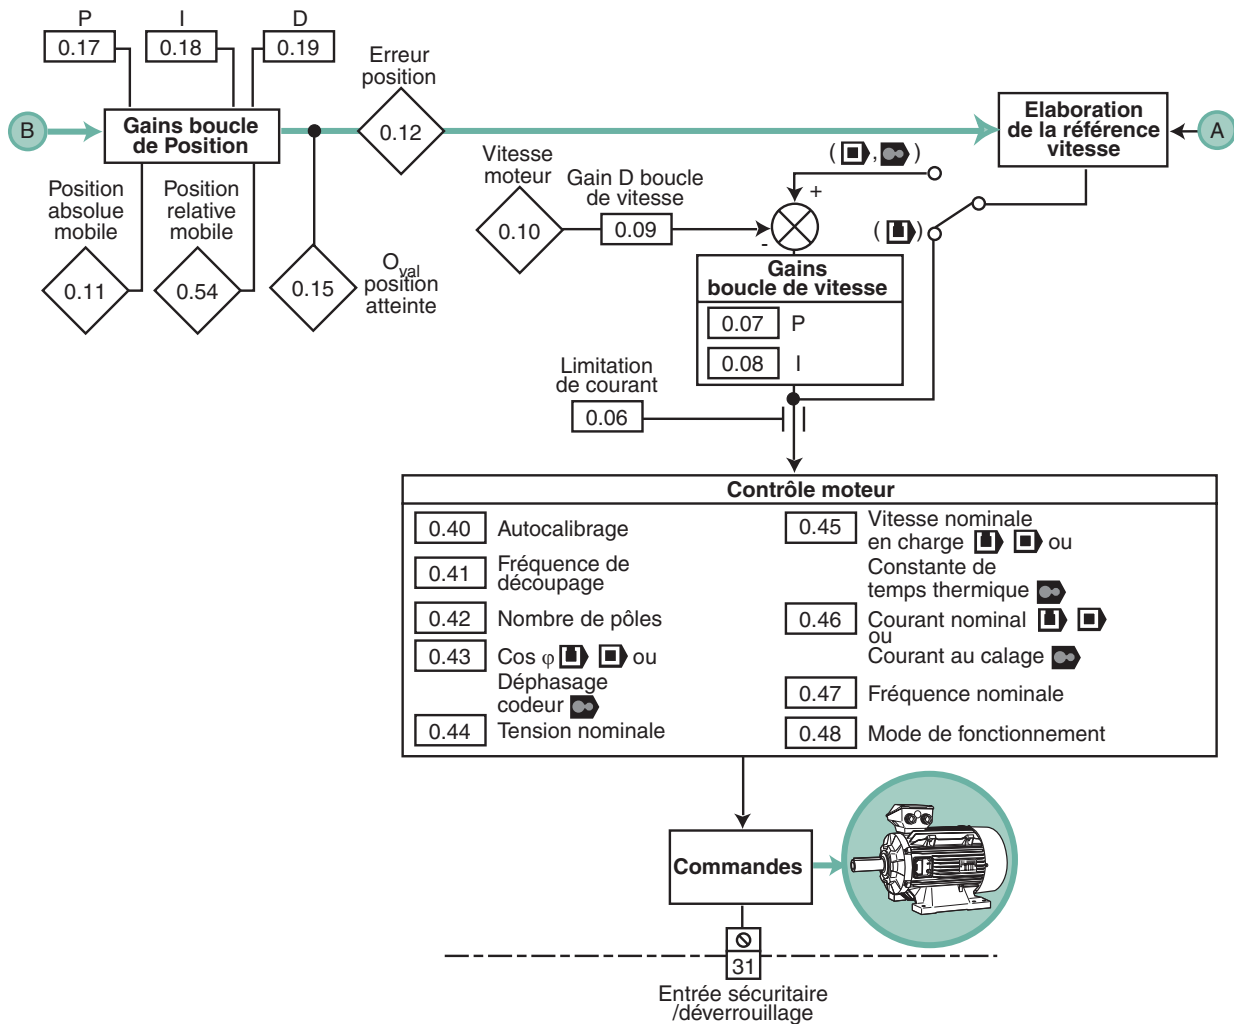 P
I
D
0.17
0.18
0.19
Erreur
position
B
Gains boucle
de Position
0.12
Elaboration
de la référence
vitesse
A
Vitesse
moteur
( , )
+
Gain D boucle
de vitesse
Position
absolue
mobile
Position
relative
mobile
0.10
0.09
-
( )
0.11
0.54
0.15
Oval
position
atteinte
Gains
boucle de vitesse
0.07 P
0.08 I
Limitation
de courant
0.06
Contrôle moteur
0.40 Autocalibrage
0.41 Fréquence de
découpage
0.42 Nombre de pôles
0.43 Cos φ ou
Déphasage
codeur
0.44 Tension nominale
0.45 Vitesse nominale
en charge ou
Constante de
temps thermique
0.46 Courant nominal
ou
Courant au calage
0.47 Fréquence nominale
0.48 Mode de fonctionnement
Commandes
31
Entrée sécuritaire
/déverrouillage